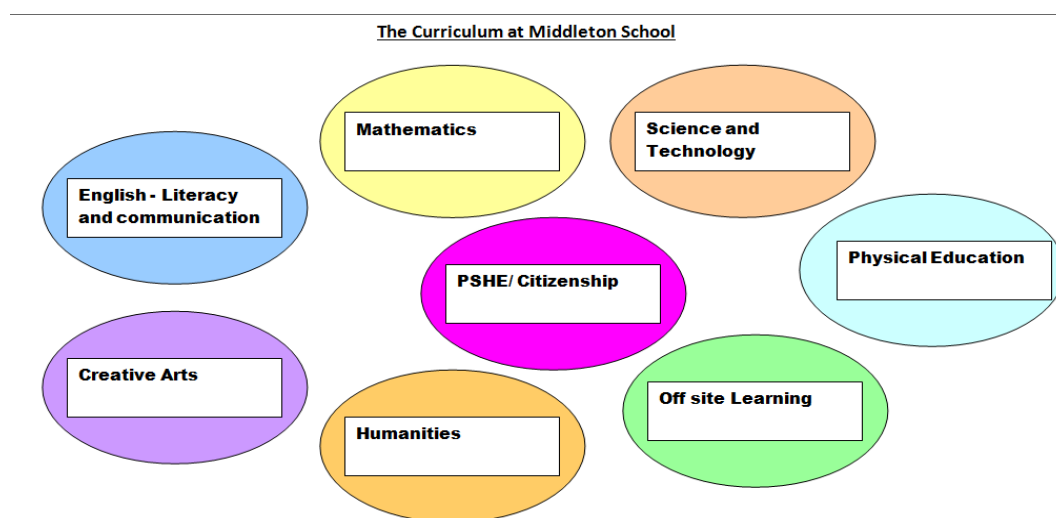 The Curriculum at Middleton School
Mathematics
Science and
Technology
English - Literacy
and communication
Physical Education
PSHE/ Citizenship
Creative Arts
Off site Learning
Humanities